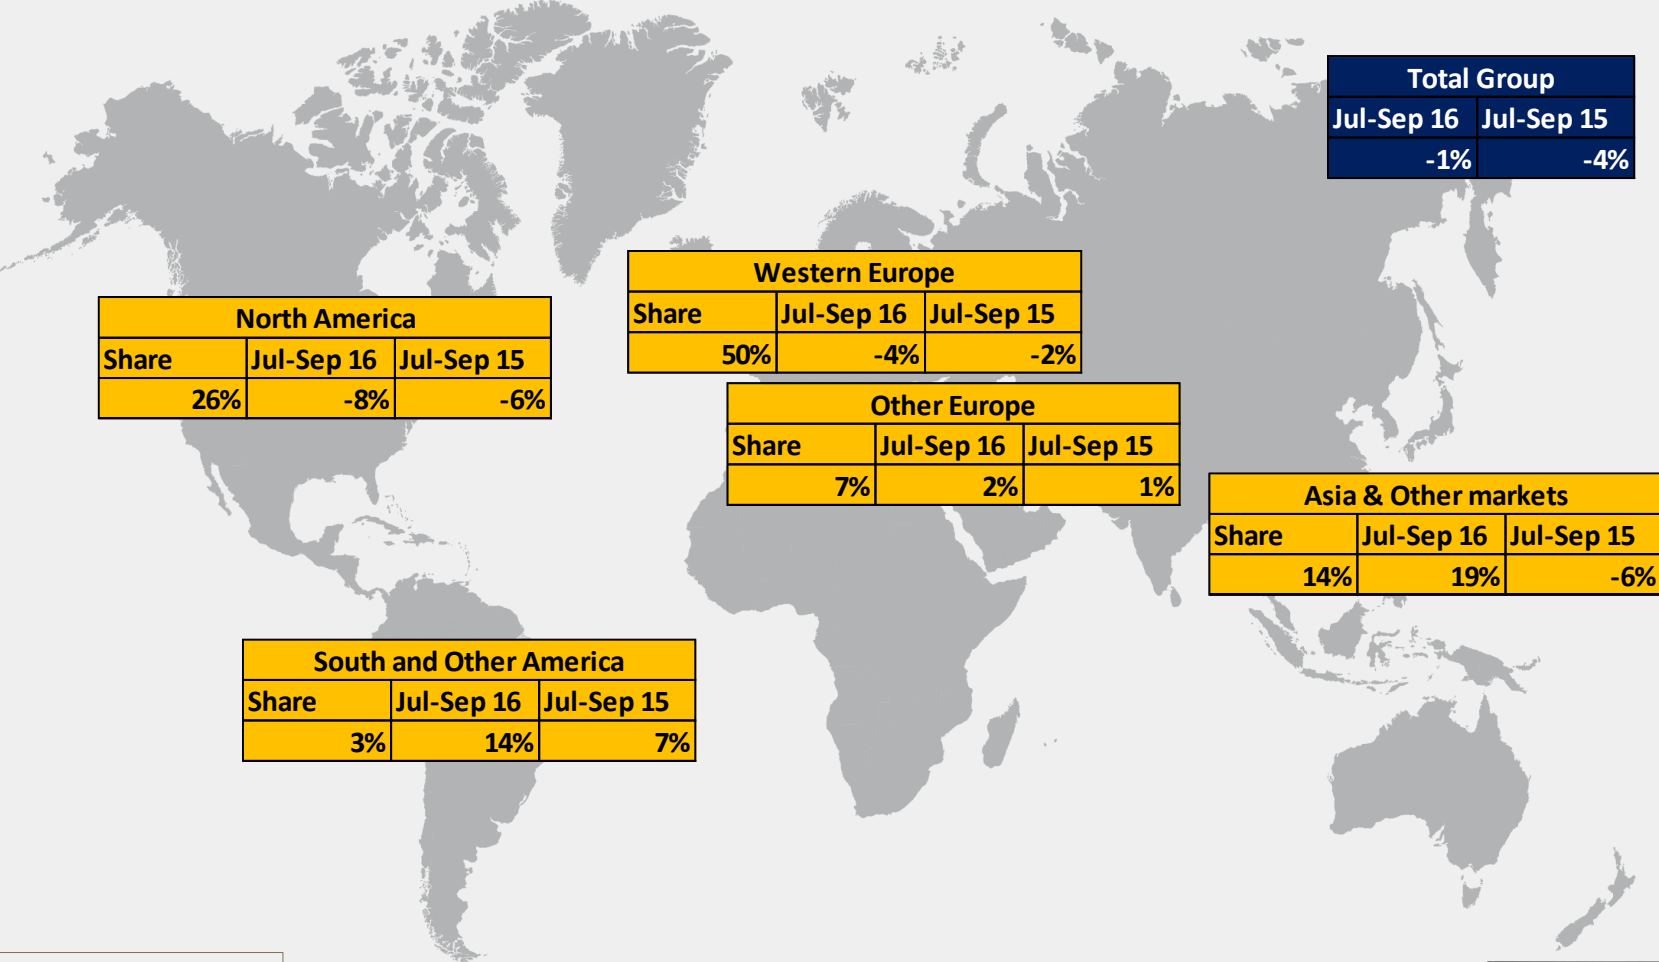 Total Group
Jul-Sep 16 Jul-Sep 15
-1% -4%
Western Europe
Share Jul-Sep 16 Jul-Sep 15
50% -4% -2%
North America
Share Jul-Sep 16 Jul-Sep 15
26% -8% -6%
Other Europe
Share Jul-Sep 16 Jul-Sep 15
7% 2% 1%
Asia & Other markets
Share Jul-Sep 16 Jul-Sep 15
14% 19% -6%
South and Other America
Share Jul-Sep 16 Jul-Sep 15
3% 14% 7%